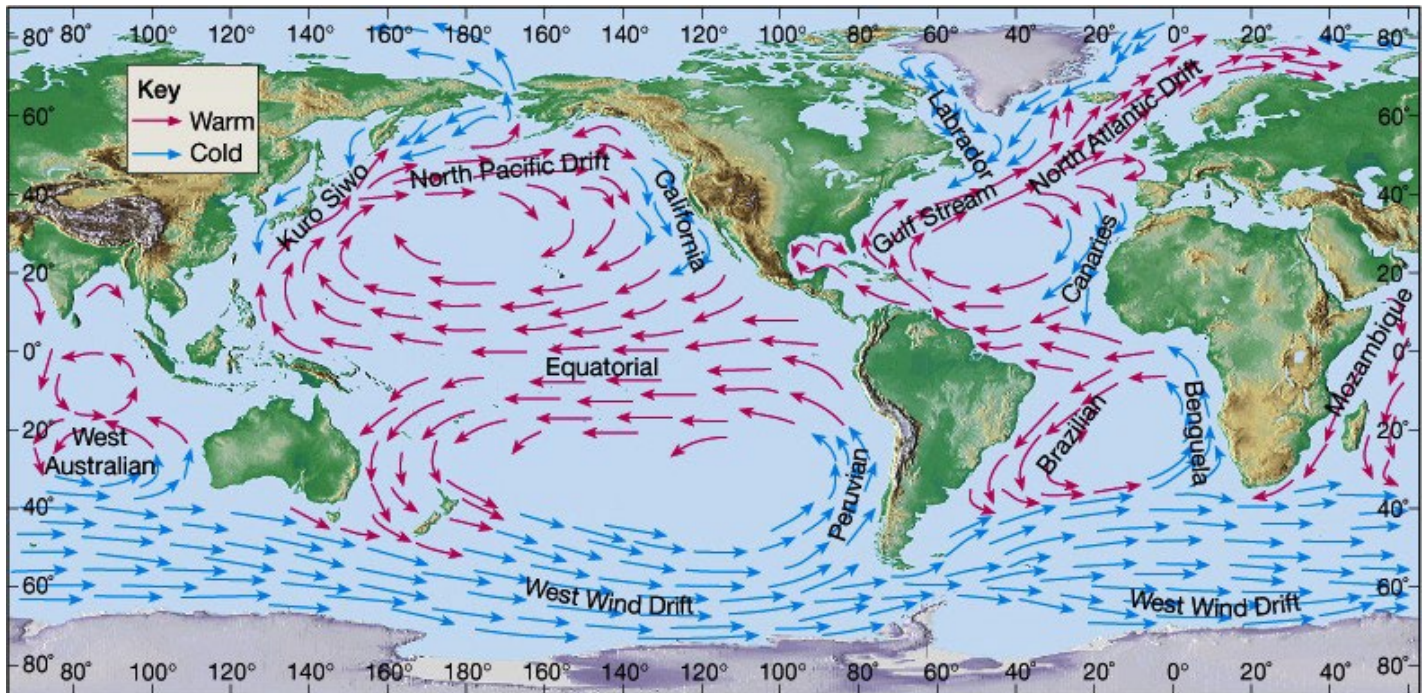 80° 80° 100° 120° 140° 160° 160° 140° 120° 100° 80° 60° 40° 20° 0° 20° 40° 80°
Key
Warm
Cold
60° 60°
40° 40°
20° 20°
0° 0°
20° 20°
40° 40°
60° 60°
80° 80°
Kuro Siwo
North Pacific Drift
California
Labrador
Gulf Stream
North Atlantic Drift
Canaries
Equatorial
Mozambique
West
Australian
Peruvian
Brazilian
Benguela
West Wind Drift
West Wind Drift
80° 100° 120° 140° 160° 180° 160° 140° 120° 100° 80° 60° 40° 20° 0° 20° 40°